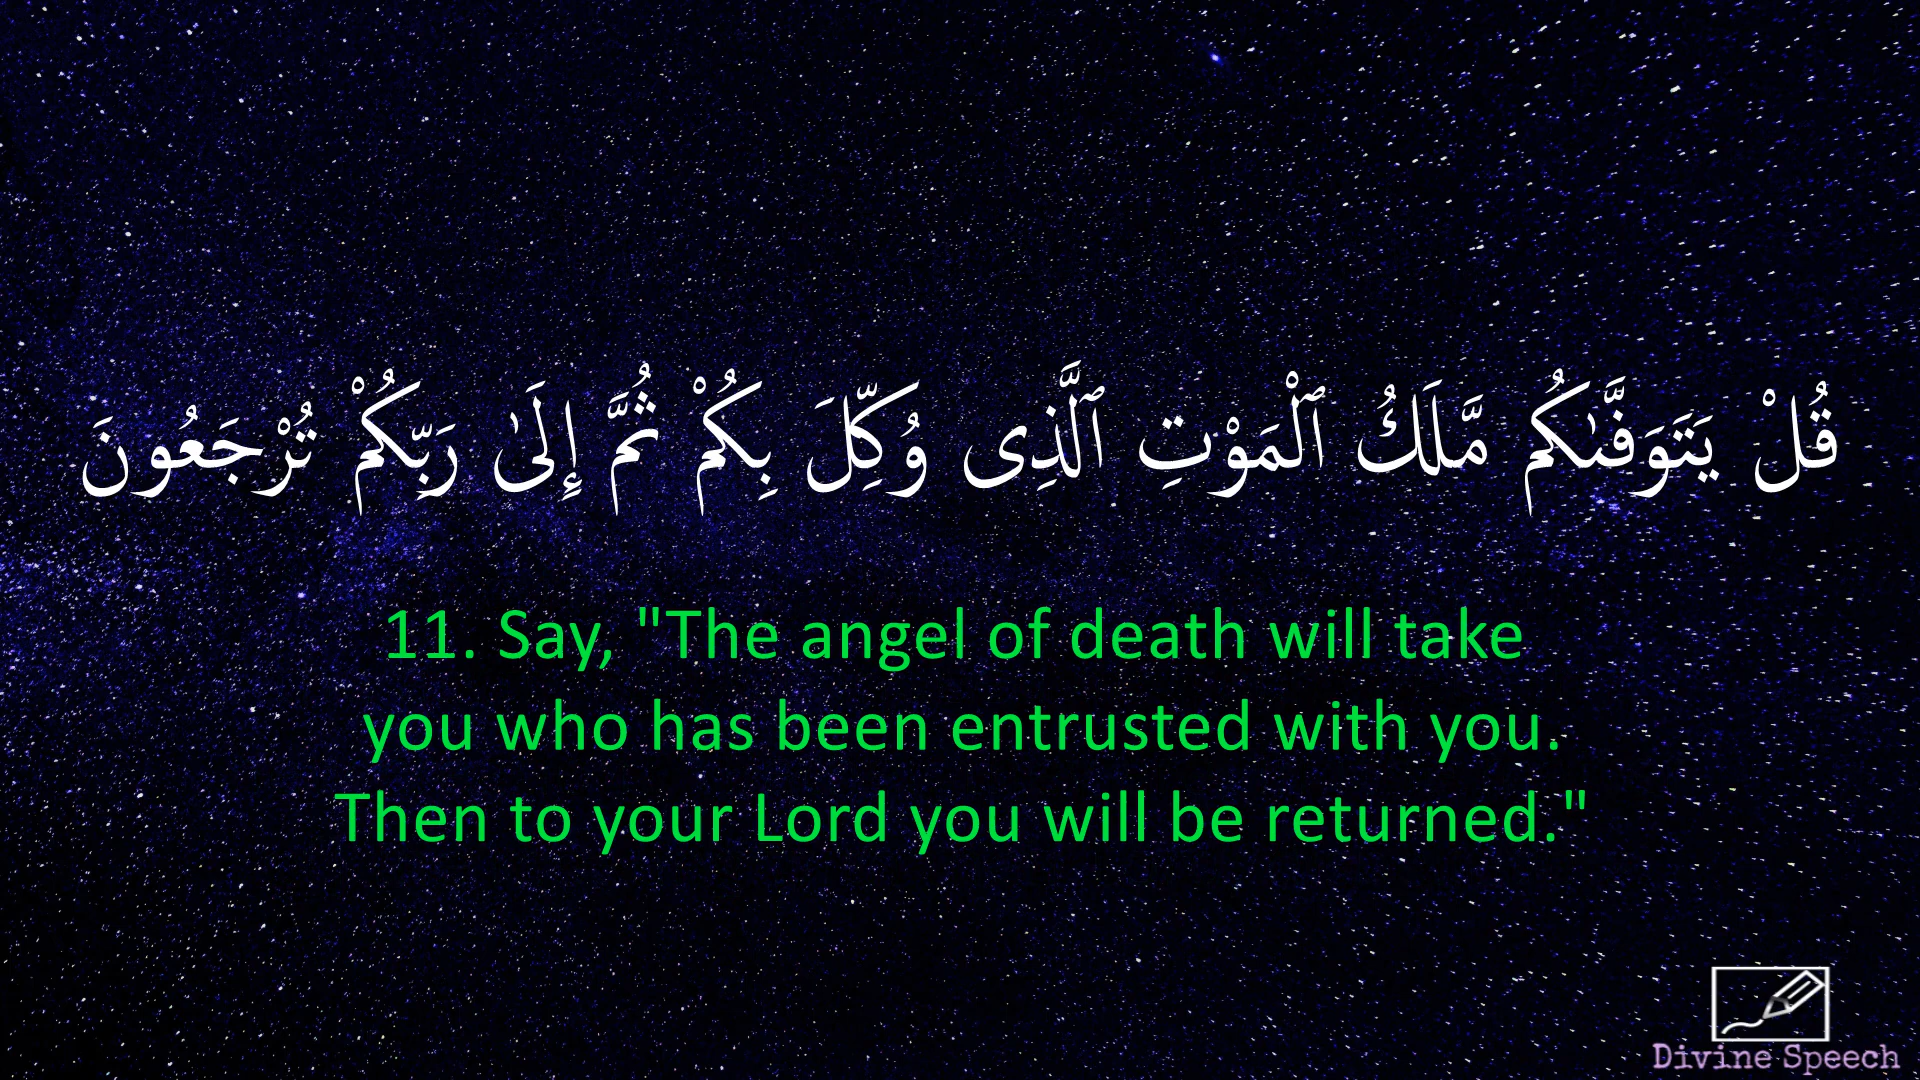 قُلْ يَتَوَفَّىٰكُم مَّلَكُ ٱلْمَوْتِ ٱلَّذِى وُكِّلَ بِكُمْ ثُمَّ إِلَىٰ رَبِّكُمْ تُرْجَعُونَ
11. Say, "The angel of death will take
you who has been entrusted with you.
Then to your Lord you will be returned."
Divine Speech